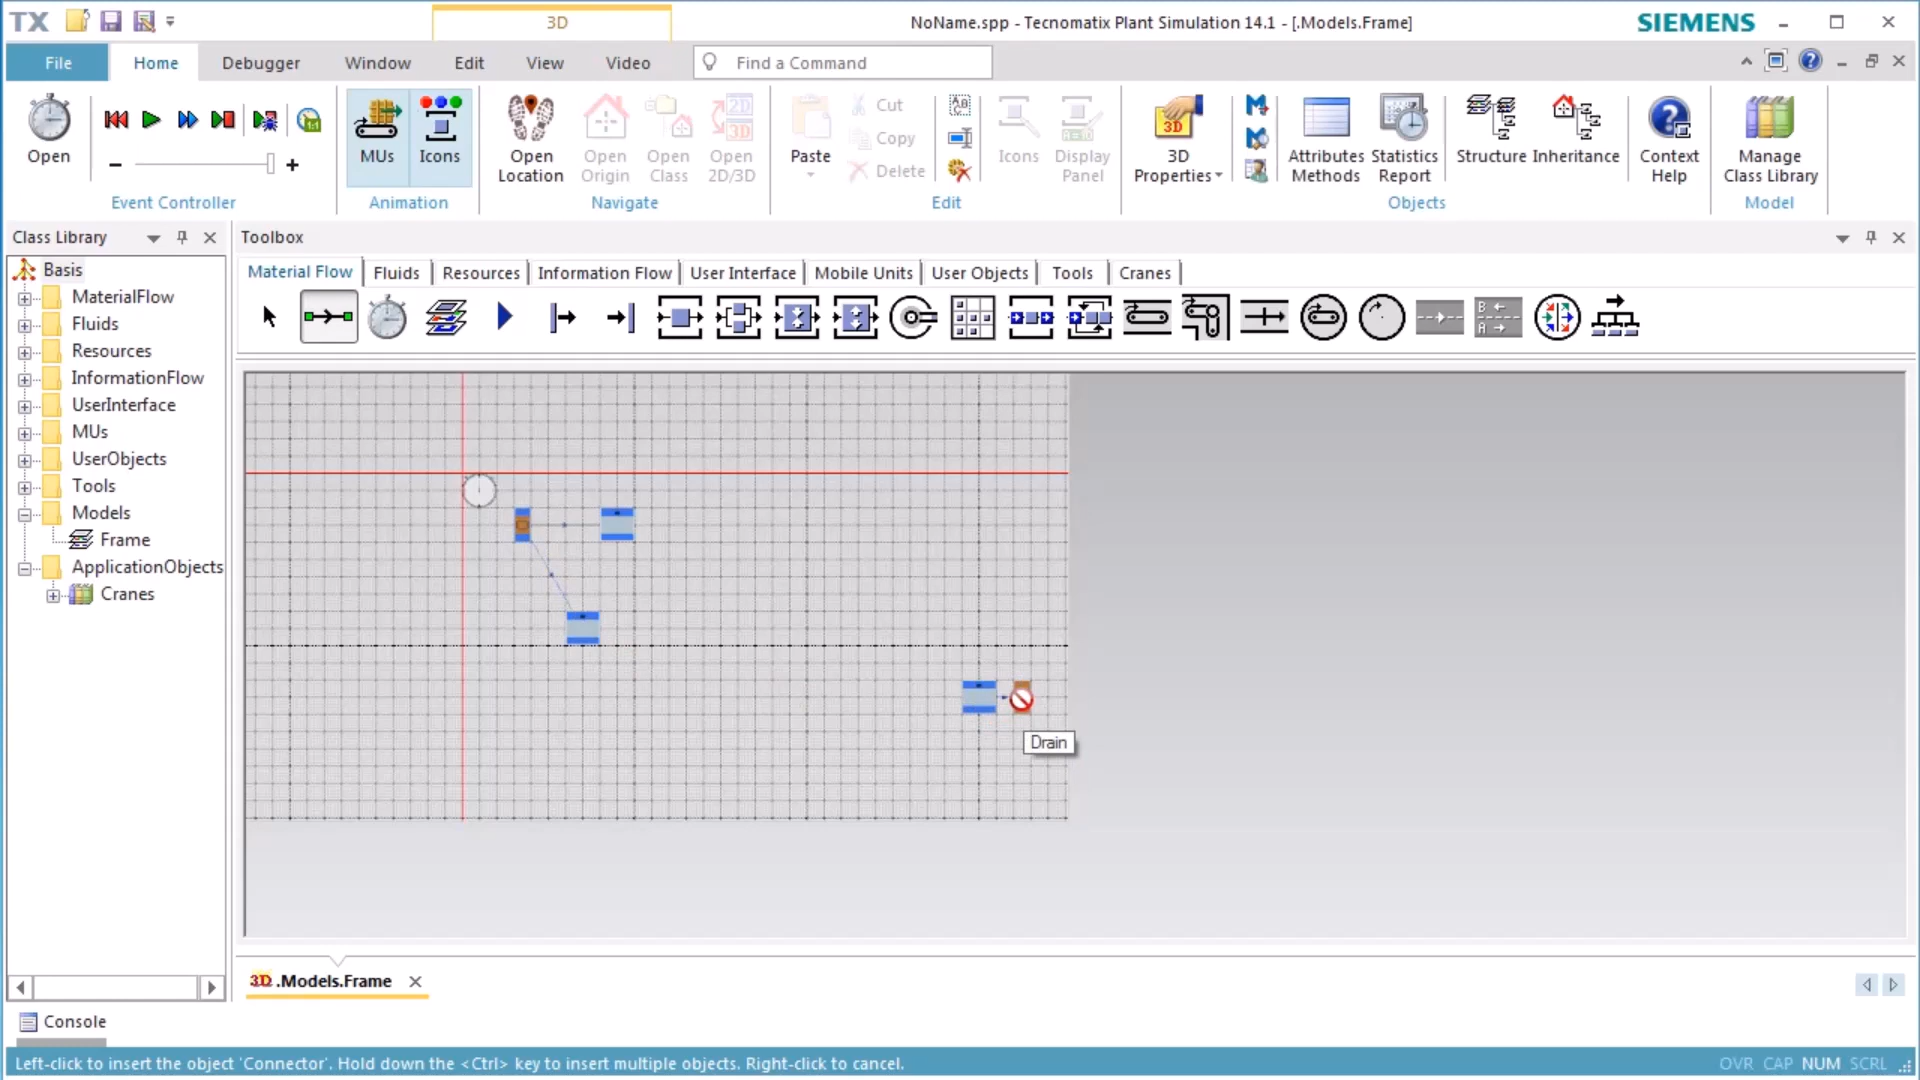 TX
3D
NoName.spp - Tecnomatix Plant Simulation 14.1 - [.Models.Frame]
SIEMENS
File
Home
Debugger
Window
Edit
View
Video
Find a Command
Open
Event Controller
MUs
Icons
Animation
Open
Location
Open
Origin
Open
Class
2D
3D
Open
2D/3D
Navigate
Paste
Cut
Copy
Delete
Icons
Display
Panel
Edit
3D
3D
Properties
Attributes
Methods
Statistics
Report
Structure
Inheritance
Objects
Context
Help
Manage
Class Library
Model
Class Library
Toolbox
Basis
MaterialFlow
Fluids
Resources
InformationFlow
UserInterface
MUs
UserObjects
Tools
Models
Frame
ApplicationObjects
Cranes
Material Flow
Fluids
Resources
Information Flow
User Interface
Mobile Units
User Objects
Tools
Cranes
B
A
Drain
3D .Models.Frame
Console
Left-click to insert the object 'Connector'. Hold down the <Ctrl> key to insert multiple objects. Right-click to cancel.
OVR CAP NUM SCRL